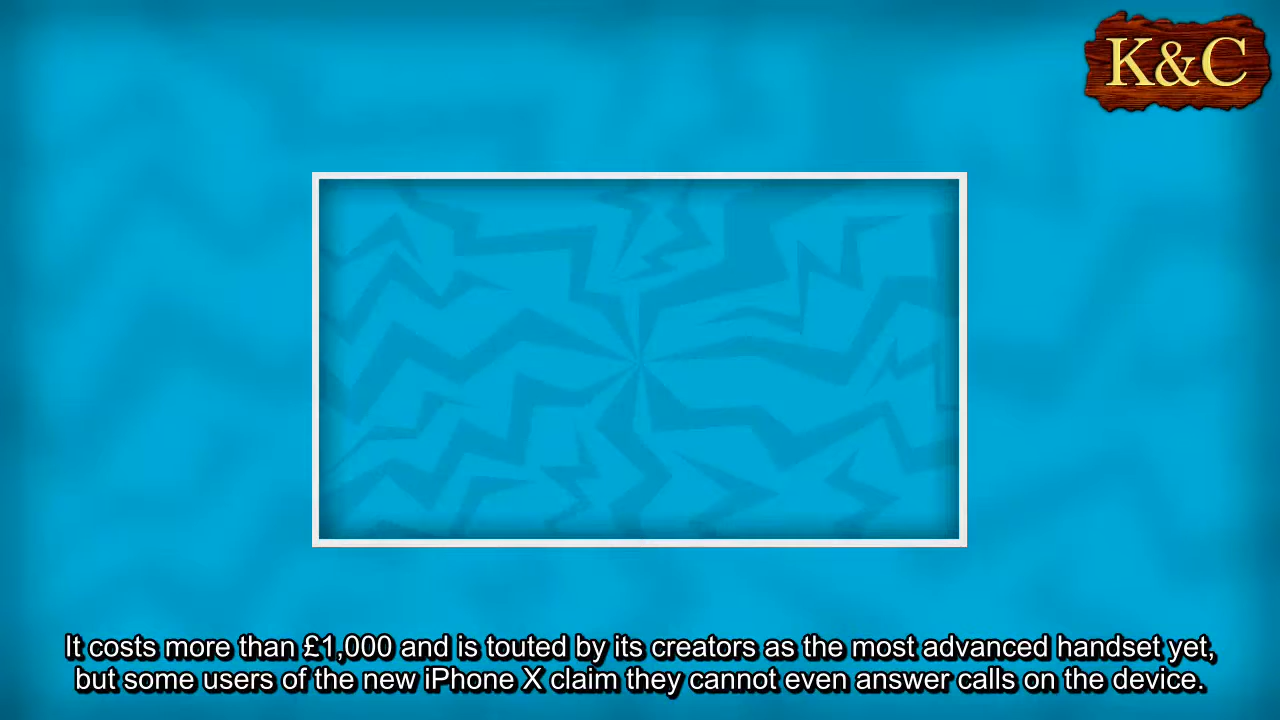 K&C
It costs more than £1,000 and is touted by its creators as the most advanced handset yet,
but some users of the new iPhone X claim they cannot even answer calls on the device.